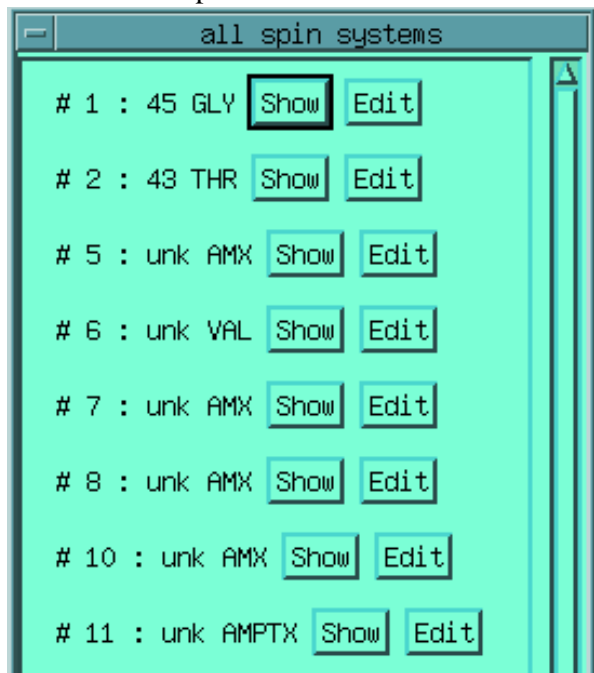 all spin systems
# 1 : 45 GLY Show Edit
# 2 : 43 THR Show Edit
# 5 : unk AMX Show Edit
# 6 : unk VAL Show Edit
# 7 : unk AMX Show Edit
# 8 : unk AMX Show Edit
# 10 : unk AMX Show Edit
# 11 : unk AMPTX Show Edit